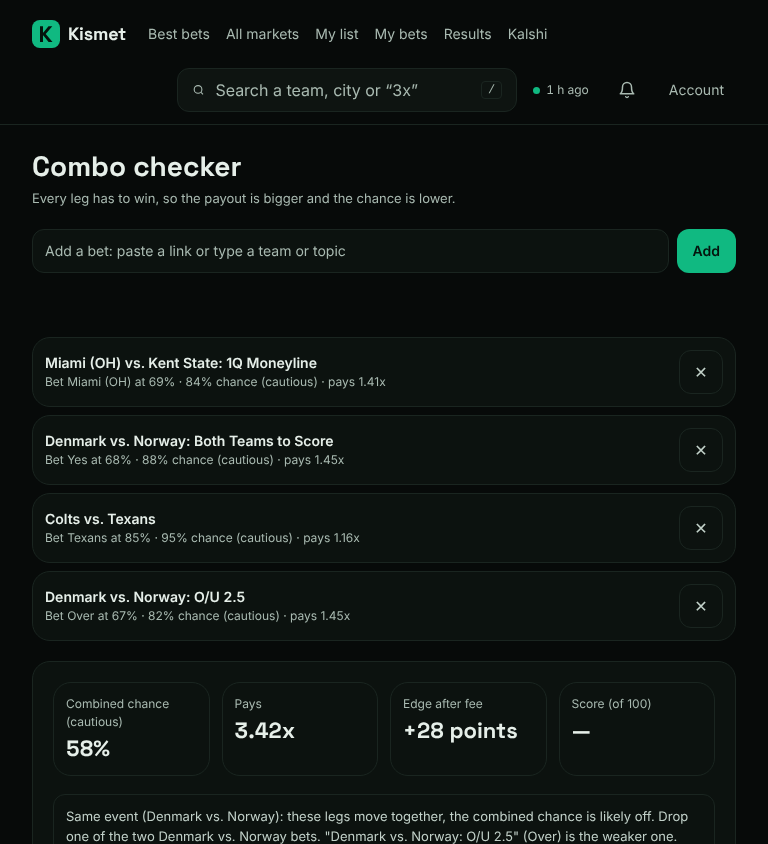 K Kismet Best bets All markets My list My bets Results Kalshi
Search a team, city or “3x” / 1 h ago Account
Combo checker
Every leg has to win, so the payout is bigger and the chance is lower.
Add a bet: paste a link or type a team or topic Add
Miami (OH) vs. Kent State: 1Q Moneyline
Bet Miami (OH) at 69% · 84% chance (cautious) · pays 1.41x
Denmark vs. Norway: Both Teams to Score
Bet Yes at 68% · 88% chance (cautious) · pays 1.45x
Colts vs. Texans
Bet Texans at 85% · 95% chance (cautious) · pays 1.16x
Denmark vs. Norway: O/U 2.5
Bet Over at 67% · 82% chance (cautious) · pays 1.45x
Combined chance (cautious)
58%
Pays
3.42x
Edge after fee
+28 points
Score (of 100)
—
Same event (Denmark vs. Norway): these legs move together, the combined chance is likely off. Drop
one of the two Denmark vs. Norway bets. "Denmark vs. Norway: O/U 2.5" (Over) is the weaker one.